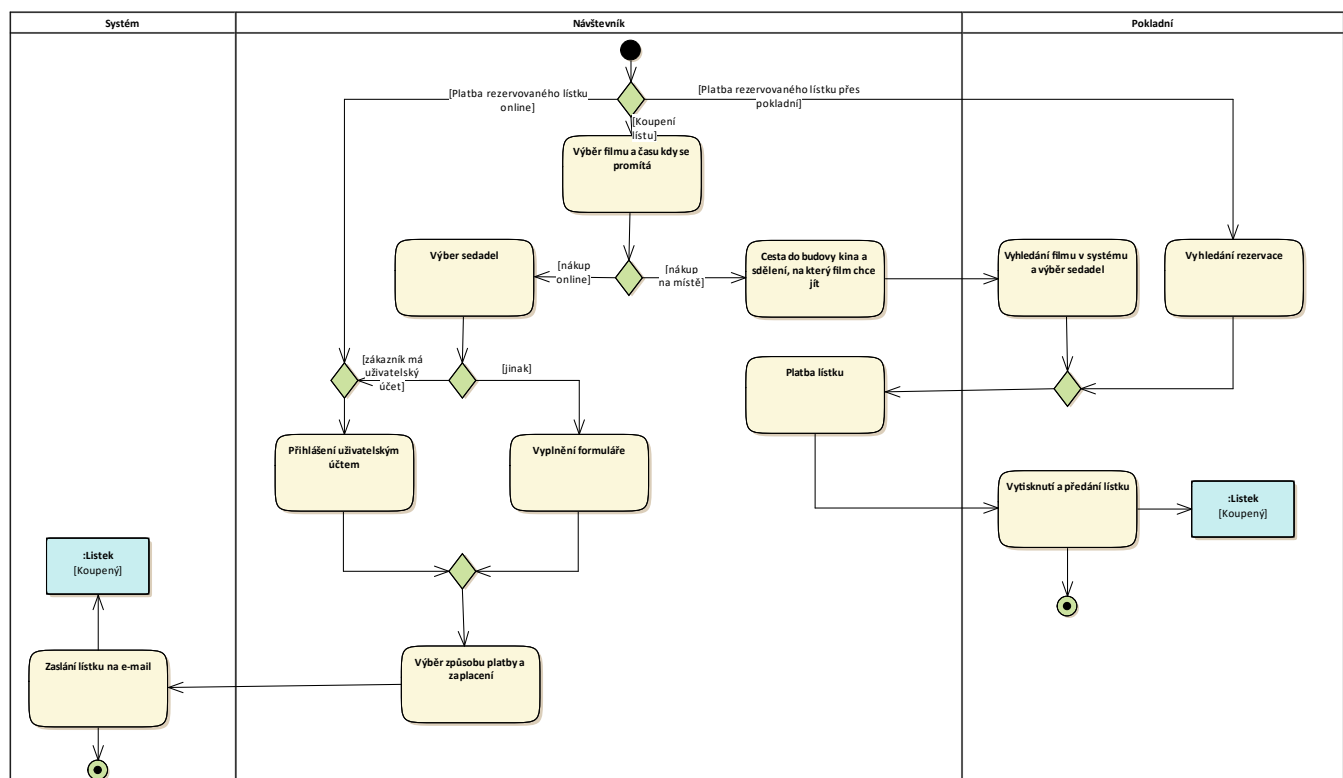 Systém
Návštevník
Pokladní
[Platba rezervovaného lístku
online]
[Platba rezervovaného lístku přes
pokladní]
[Koupení
lístu]
Výběr filmu a času kdy se
promítá
Výber sedadel
[nákup
online]
[nákup
na místě]
Cesta do budovy kina a
sdělení, na který film chce
jít
Vyhledání filmu v systému
a výběr sedadel
Vyhledání rezervace
[zákazník má
uživatelský
účet]
[jinak]
Platba lístku
Přihlášení uživatelským
účtem
Vyplnění formuláře
Vytisknutí a předání lístku
:Listek
[Koupený]
:Listek
[Koupený]
Zaslání lístku na e-mail
Výběr způsobu platby a
zaplacení